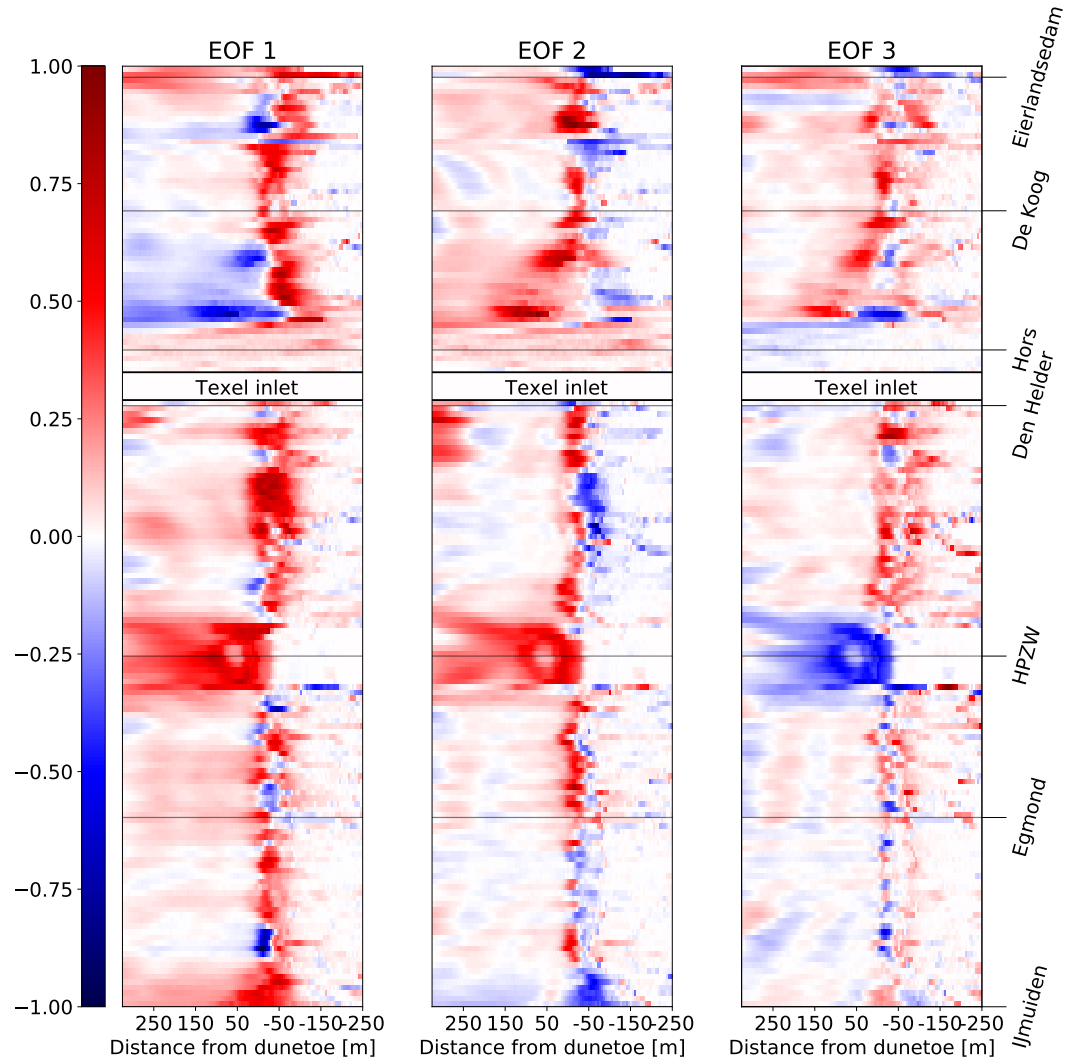 EOF 1
EOF 2
EOF 3
1.00
0.75
0.50
0.25
0.00
−0.25
−0.50
−0.75
−1.00
Texel inlet
Texel inlet
Texel inlet
Eierlandsedam
De Koog
Hors
Den Helder
HPZW
Egmond
IJmuiden
250 150 50 -50 -150 -250
250 150 50 -50 -150 -250
250 150 50 -50 -150 -250
Distance from dunetoe [m]
Distance from dunetoe [m]
Distance from dunetoe [m]